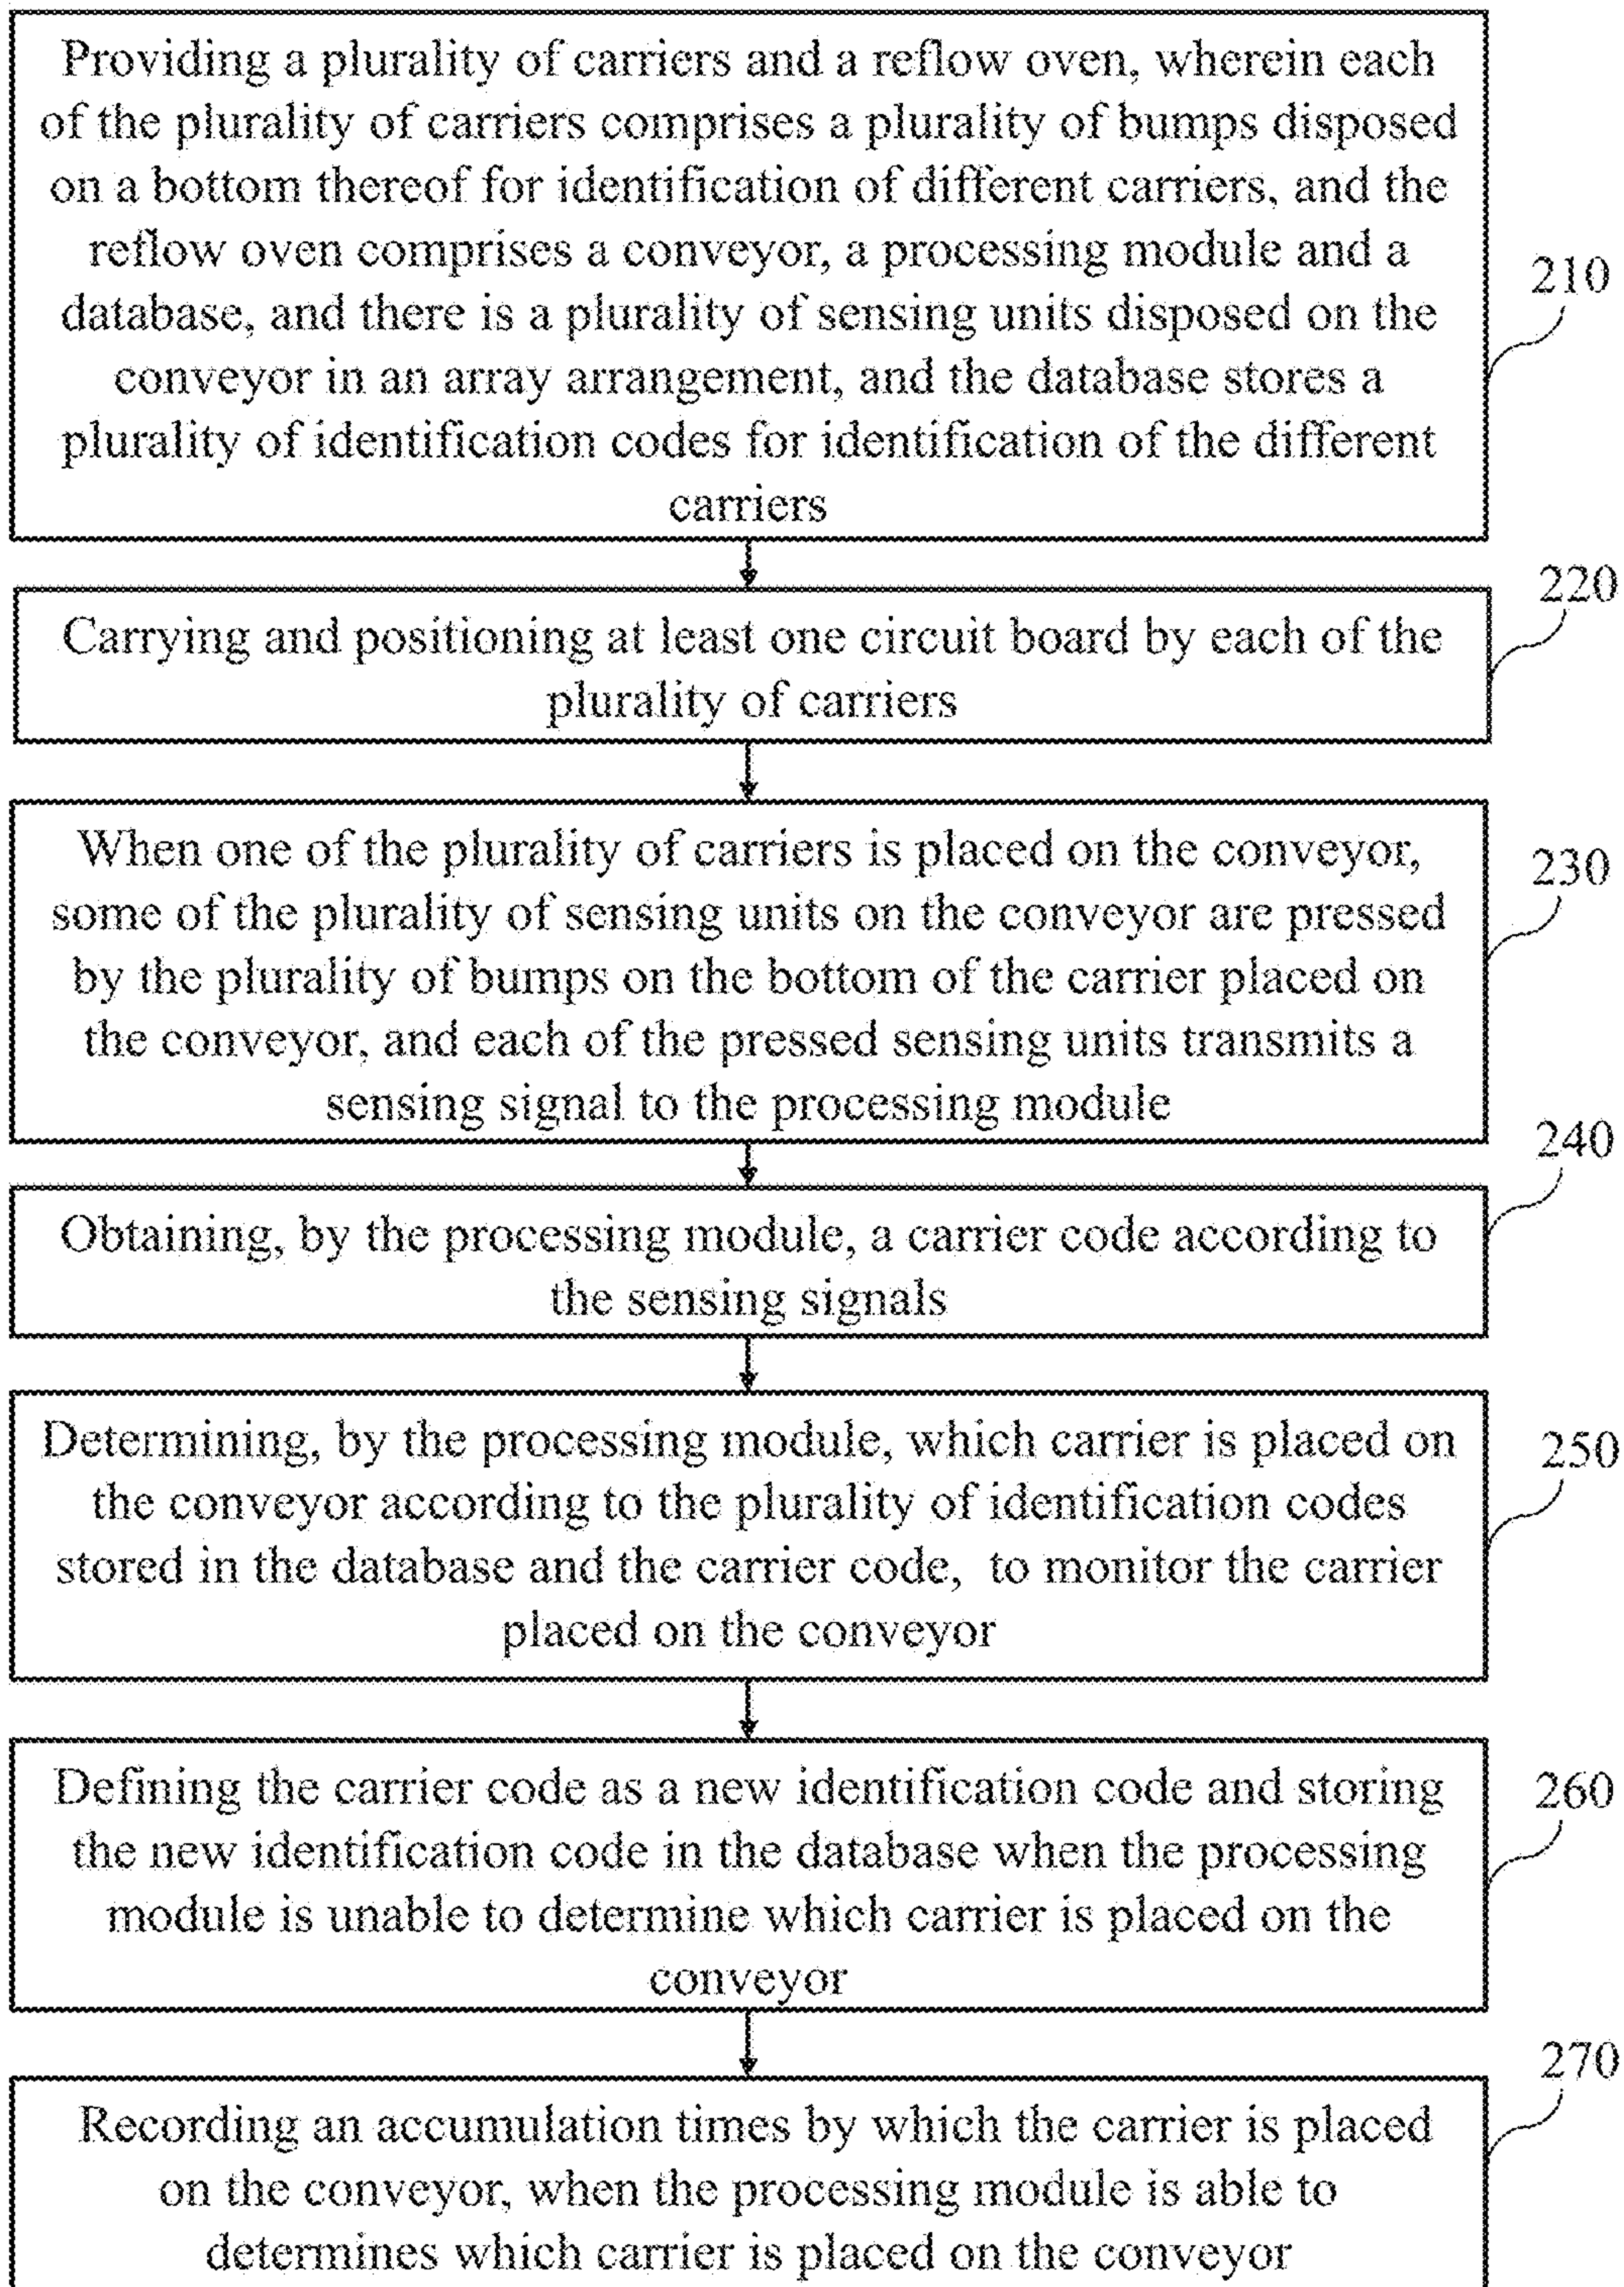 Providing a plurality of carriers and a reflow oven, wherein each
of the plurality of carriers comprises a plurality of bumps disposed
on a bottom thereof for identification of different carriers, and the
reflow oven comprises a conveyor, a processing module and a
database, and there is a plurality of sensing units disposed on the
conveyor in an array arrangement, and the database stores a
plurality of identification codes for identification of the different
carriers
210
220
Carrying and positioning at least one circuit board by each of the
plurality of carriers
When one of the plurality of carriers is placed on the conveyor,
some of the plurality of sensing units on the conveyor are pressed
by the plurality of bumps on the bottom of the carrier placed on
the conveyor, and each of the pressed sensing units transmits a
sensing signal to the processing module
230
240
Obtaining, by the processing module, a carrier code according to
the sensing signals
Determining, by the processing module, which carrier is placed on
the conveyor according to the plurality of identification codes
stored in the database and the carrier code, to monitor the carrier
placed on the conveyor
250
Defining the carrier code as a new identification code and storing
the new identification code in the database when the processing
module is unable to determine which carrier is placed on the
conveyor
260
270
Recording an accumulation times by which the carrier is placed
on the conveyor, when the processing module is able to
determines which carrier is placed on the conveyor